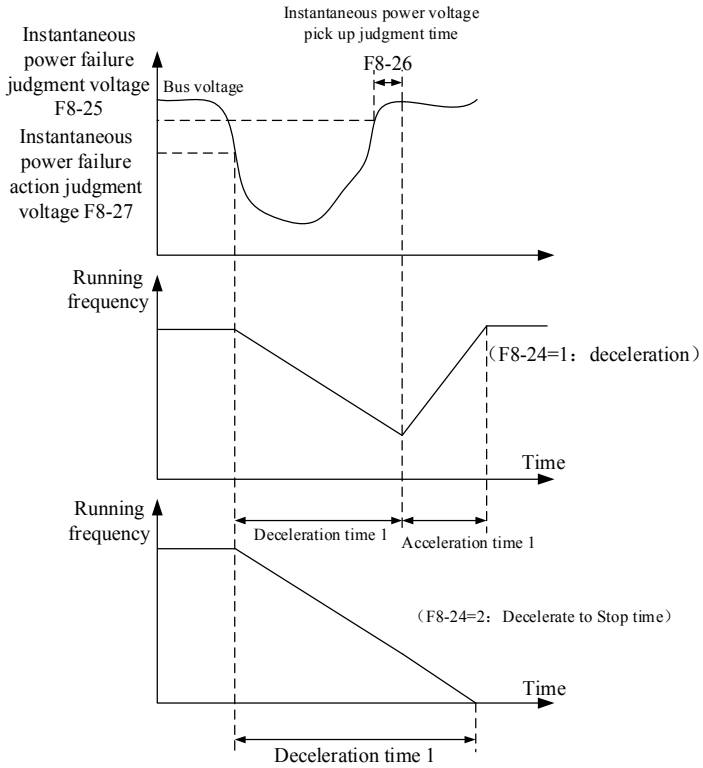 Instantaneous power voltage
pick up judgment time
F8-26
Instantaneous
power failure
judgment voltage
F8-25
Bus voltage
Instantaneous
power failure
action judgment
voltage F8-27
Running
frequency
（F8-24=1：deceleration）
Time
Deceleration time 1
Acceleration time 1
Running
frequency
（F8-24=2：Decelerate to Stop time）
Time
Deceleration time 1